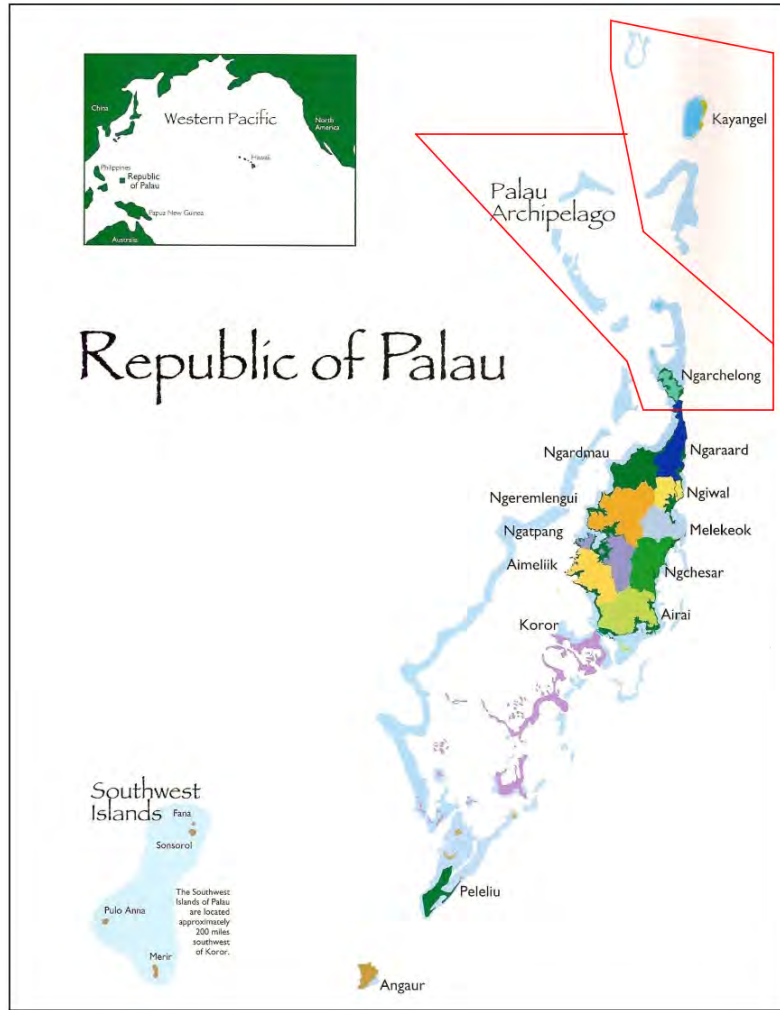 Western Pacific
China
North
America
Hawaii
Philippines
Republic
of Palau
Papua New Guinea
Australia
Kayangel
Palau
Archipelago
Republic of Palau
Ngarchelong
Ngardmau
Ngaraard
Ngeremlengui
Ngiwal
Ngatpang
Melekeok
Aimeliik
Ngchesar
Koror
Airai
Southwest
Islands
Fana
Sonsorol
The Southwest
Islands of Palau
are located
approximately
200 miles
southwest
of Koror.
Pulo Anna
Merir
Peleliu
Angaur